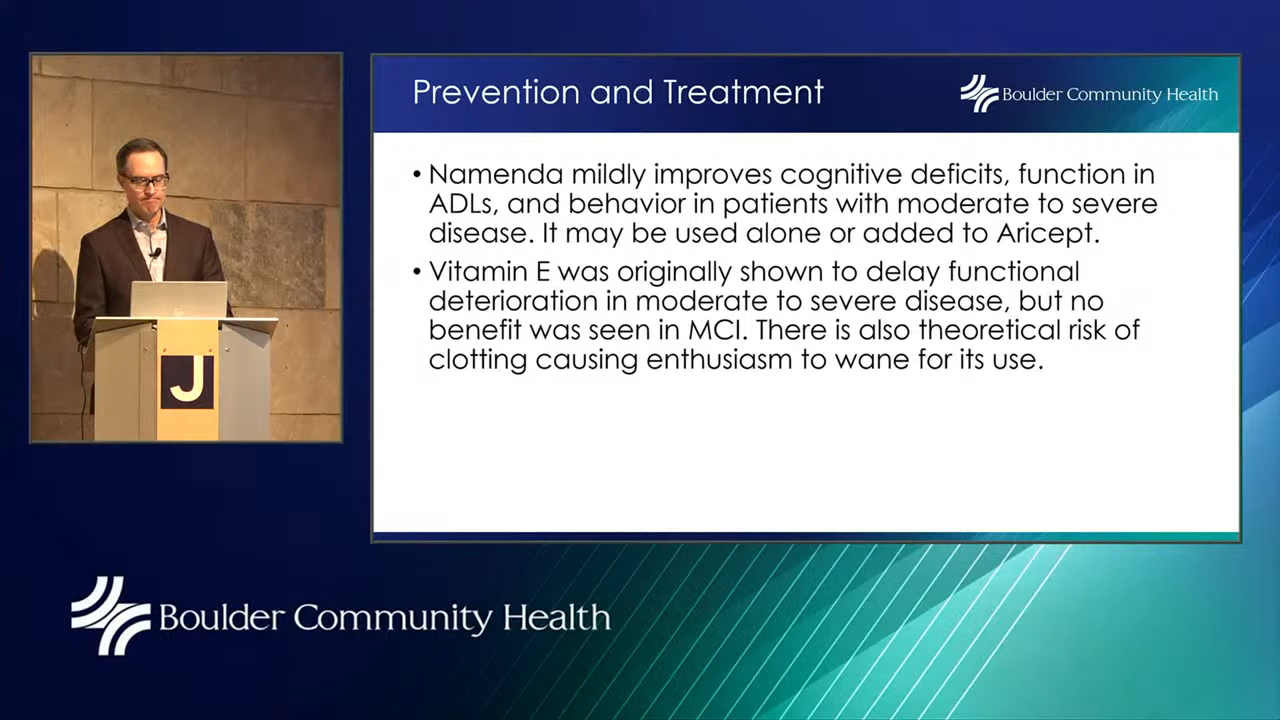 Prevention and Treatment
Boulder Community Health
• Namenda mildly improves cognitive deficits, function in
ADLs, and behavior in patients with moderate to severe
disease. It may be used alone or added to Aricept.
• Vitamin E was originally shown to delay functional
deterioration in moderate to severe disease, but no
benefit was seen in MCI. There is also theoretical risk of
clotting causing enthusiasm to wane for its use.
J
Boulder Community Health